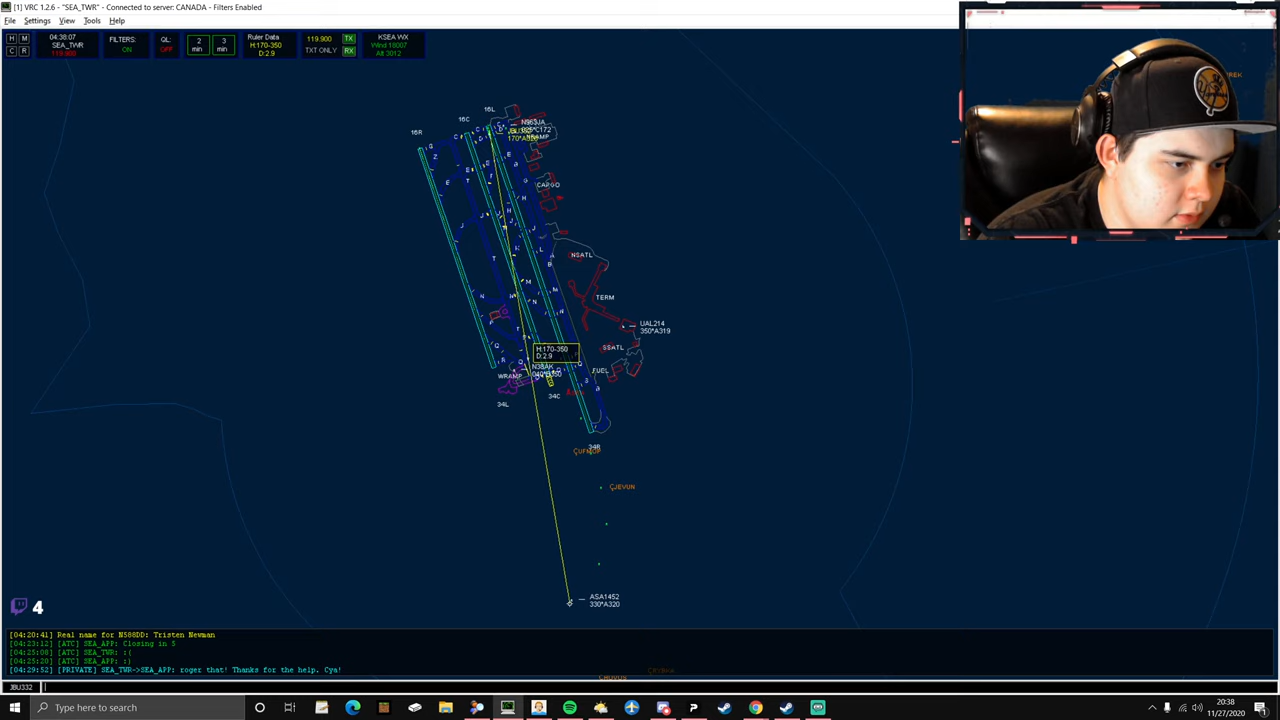 [1] VRC 1.2.6 - "SEA_TWR" - Connected to server: CANADA - Filters Enabled
File Settings View Tools Help
H M
C R
04:38:07
SEA_TWR
119.900
FILTERS:
ON
QL:
OFF
2
min
3
min
Ruler Data
H:170-350
D:2.9
119.900 TX
TXT ONLY RX
KSEA WX
Wind 18007
Alt 3012
16L
16C
16R
N963JA
CARGO
NSATL
TERM
UAL214
350*A319
SSATL
FUEL
H:170-350
D:2.9
WRAMP
34L
34C
34R
JEVUN
ASA1452
330*A320
4
[04:20:41] Real name for N588DD: Tristen Newman
[04:23:12] [ATC] SEA_APP: Closing in 5
[04:25:08] [ATC] SEA_TWR: :(
[04:25:20] [ATC] SEA_APP: :)
[04:29:52] [PRIVATE] SEA_TWR->SEA_APP: roger that! Thanks for the help. Cya!
JBU332
Type here to search
20:38
11/27/2020